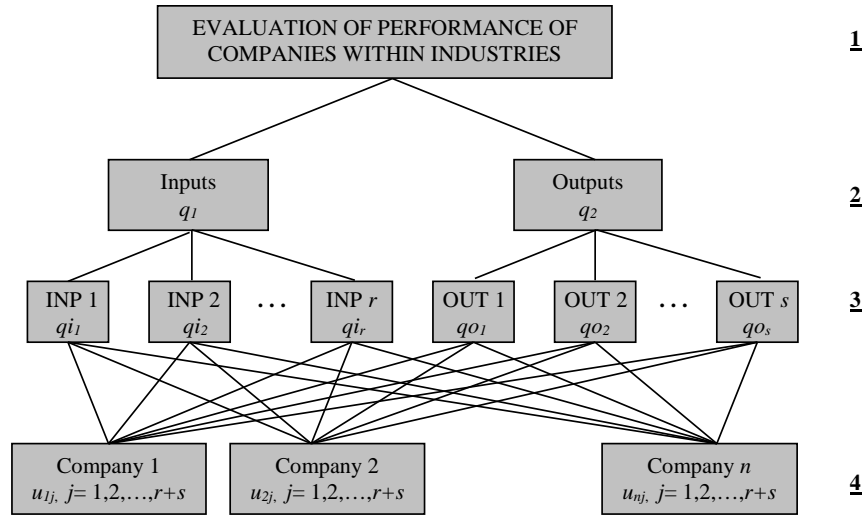 EVALUATION OF PERFORMANCE OF
COMPANIES WITHIN INDUSTRIES
1
Inputs
q1
Outputs
q2
2
INP 1
qi1
INP 2
qi2
...
INP r
qir
OUT 1
qo1
OUT 2
qo2
...
OUT s
qos
3
Company 1
u1j, j= 1,2,…,r+s
Company 2
u2j, j= 1,2,…,r+s
Company n
unj, j= 1,2,…,r+s
4